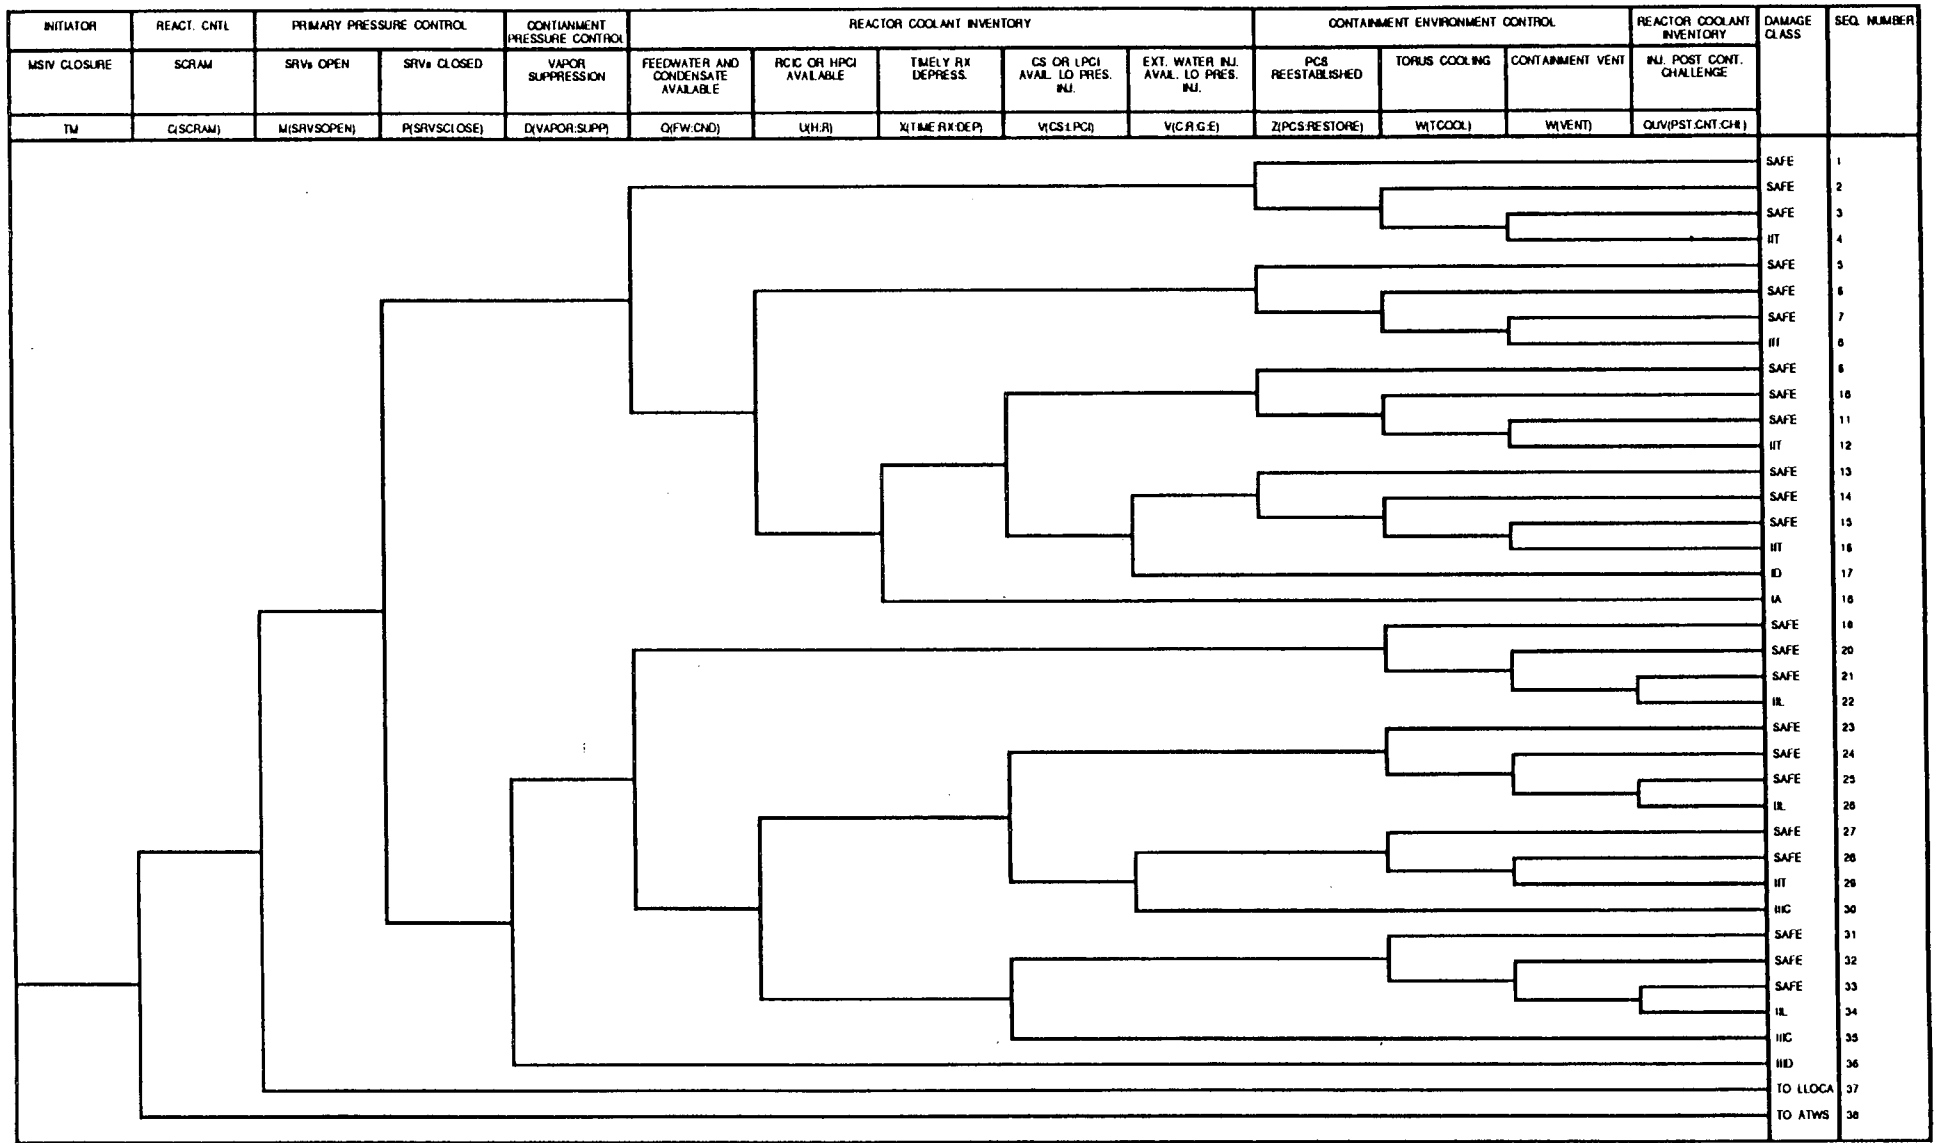 INITIATOR REACT. CNTL PRIMARY PRESSURE CONTROL CONTIANMENT PRESSURE CONTROL REACTOR COOLANT INVENTORY CONTAINMENT ENVIRONMENT CONTROL REACTOR COOLANT INVENTORY DAMAGE CLASS SEQ. NUMBER
MSIV CLOSURE SCRAM SRVs OPEN SRVs CLOSED VAPOR SUPPRESSION FEEDWATER AND CONDENSATE AVAILABLE RCIC OR HPCI AVAILABLE TIMELY RX DEPRESS. CS OR LPCI AVAIL. LO PRES. INJ. EXT. WATER INJ. AVAIL. LO PRES. INJ. PCS REESTABLISHED TORUS COOLING CONTAINMENT VENT INJ. POST CONT. CHALLENGE
TM C(SCRAM) M(SRVSOPEN) P(SRVSCLOSE) D(VAPOR:SUPP) Q(FW:CND) U(H:R) X(TIME:RX:DEP) V(CS:LPCI) V(C:R:G:E) Z(PCS:RESTORE) W(TCOOL) W(VENT) QUV(PST:CNT:CHL)
SAFE 1
SAFE 2
SAFE 3
IIT 4
SAFE 5
SAFE 6
SAFE 7
IIT 8
SAFE 9
SAFE 10
SAFE 11
IIT 12
SAFE 13
SAFE 14
SAFE 15
IIT 16
ID 17
IA 18
SAFE 19
SAFE 20
SAFE 21
IIL 22
SAFE 23
SAFE 24
SAFE 25
IIL 26
SAFE 27
SAFE 28
IIT 29
IIIC 30
SAFE 31
SAFE 32
SAFE 33
IIL 34
IIIC 35
IIID 36
TO LLOCA 37
TO ATWS 38